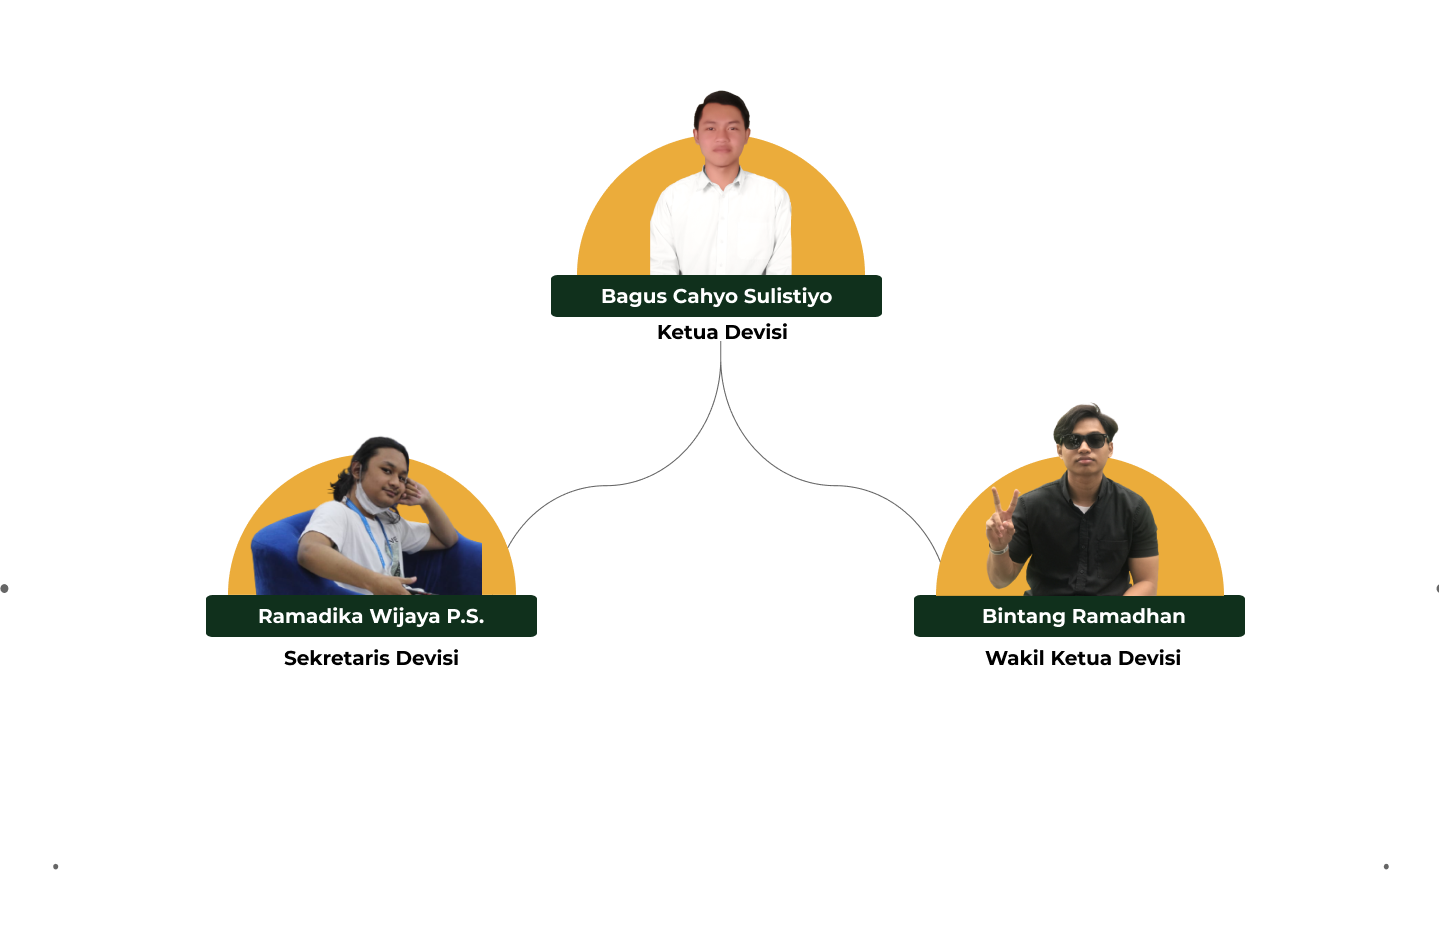 Bagus Cahyo Sulistiyo
Ketua Devisi
Ramadika Wijaya P.S.
Sekretaris Devisi
Bintang Ramadhan
Wakil Ketua Devisi